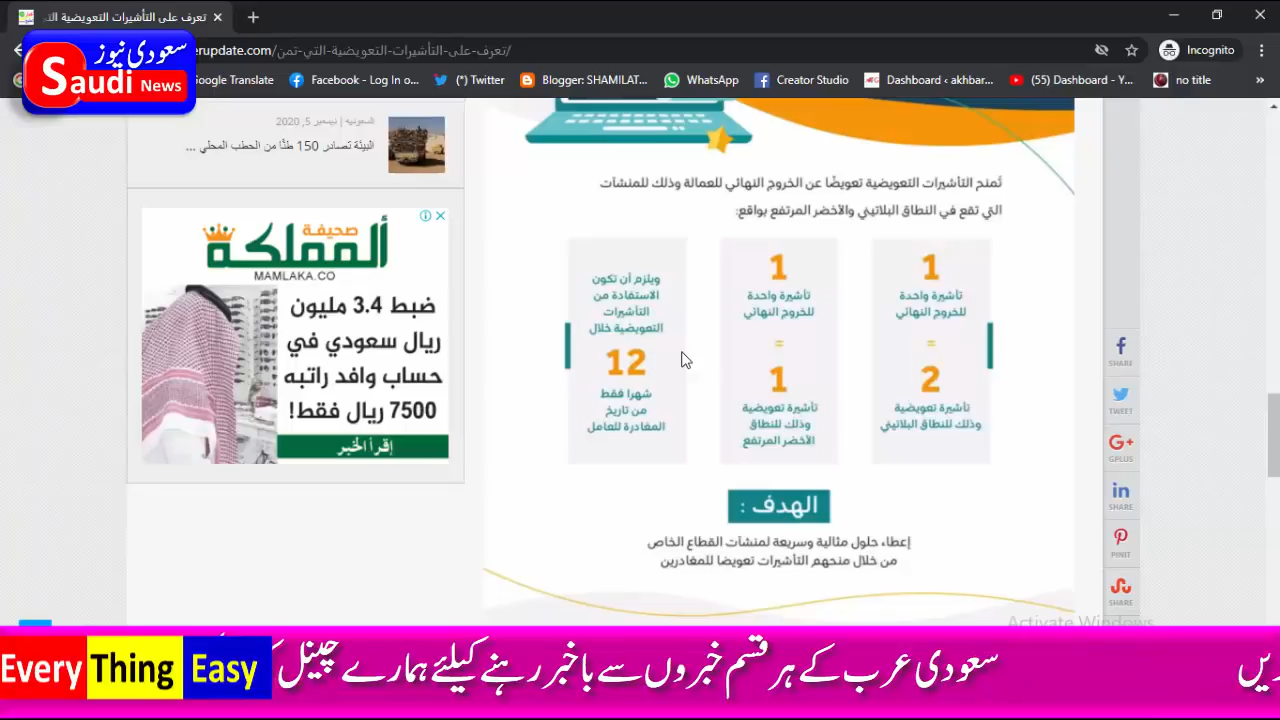 تعرف على التأشيرات التعويضية التي
سعودی نیوز
Saudi News
erupdate.com/تعرف-على-التأشيرات-التعويضية-التي-تمن/
Incognito
Google Translate
Facebook - Log In o...
(*) Twitter
Blogger: SHAMILAT...
WhatsApp
Creator Studio
Dashboard ‹ akhbar...
(55) Dashboard - Y...
no title
»
السعوديه | ديسمبر 5, 2020
البيئة تصادر 150 طنًّا من الحطب المحلي ...
صحيفة
المملكة
MAMLAKA.CO
ضبط 3.4 مليون
ريال سعودي في
حساب وافد راتبه
7500 ريال فقط!
إقرأ الخبر
تُمنح التأشيرات التعويضية تعويضًا عن الخروج النهائي للعمالة وذلك للمنشآت
التي تقع في النطاق البلاتيني والأخضر المرتفع بواقع:
1
تأشيرة واحدة
للخروج النهائي
=
2
تأشيرة تعويضية
وذلك للنطاق البلاتيني
1
تأشيرة واحدة
للخروج النهائي
=
1
تأشيرة تعويضية
وذلك للنطاق
الأخضر المرتفع
ويلزم أن تكون
الاستفادة من
التأشيرات
التعويضية خلال
12
شهرا فقط
من تاريخ
المغادرة للعامل
الهدف :
إعطاء حلول مثالية وسريعة لمنشآت القطاع الخاص
من خلال منحهم التأشيرات تعويضا للمغادرين
SHARE
TWEET
GPLUS
SHARE
PINIT
SHARE
Activate Windows
Every Thing Easy
سعودی عرب کے ہر قسم خبروں سے باخبر رہنے کیلئے ہمارے چینل